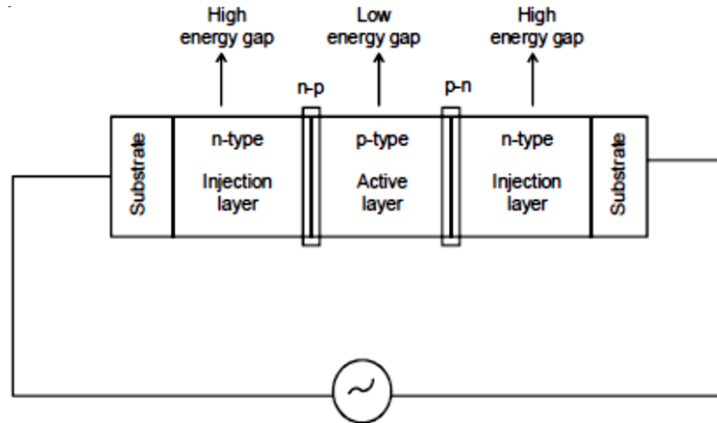 High
energy gap
Low
energy gap
High
energy gap
n-p
p-n
Substrate
n-type
Injection
layer
p-type
Active
layer
n-type
Injection
layer
Substrate
~